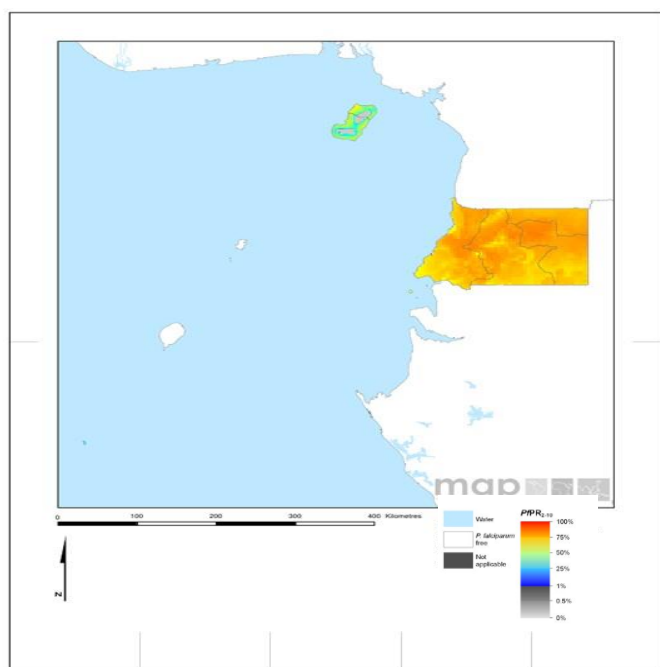 map
0 100 200 300 400 Kilometres
N
Water
P. falciparum
free
Not
applicable
PfPR2-10
100%
75%
50%
25%
1%
0.5%
0%